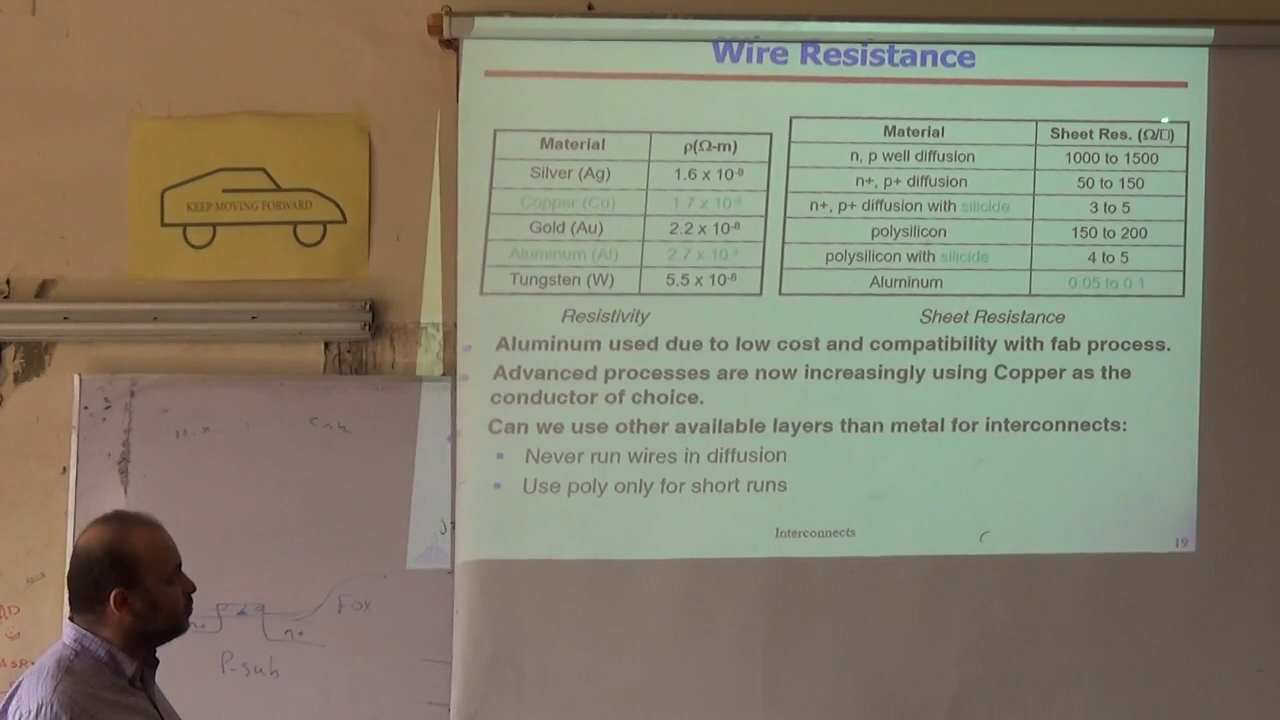 Wire Resistance
KEEP MOVING FORWARD
Material ρ(Ω-m)
Silver (Ag) 1.6 x 10⁻⁸
Copper (Cu) 1.7 x 10⁻⁸
Gold (Au) 2.2 x 10⁻⁸
Aluminum (Al) 2.7 x 10⁻⁸
Tungsten (W) 5.5 x 10⁻⁸
Resistivity
Material Sheet Res. (Ω/□)
n, p well diffusion 1000 to 1500
n+, p+ diffusion 50 to 150
n+, p+ diffusion with silicide 3 to 5
polysilicon 150 to 200
polysilicon with silicide 4 to 5
Aluminum 0.05 to 0.1
Sheet Resistance
Aluminum used due to low cost and compatibility with fab process.
Advanced processes are now increasingly using Copper as the
conductor of choice.
Can we use other available layers than metal for interconnects:
Never run wires in diffusion
Use poly only for short runs
Interconnects
19
Fox
n+ n+
P-sub